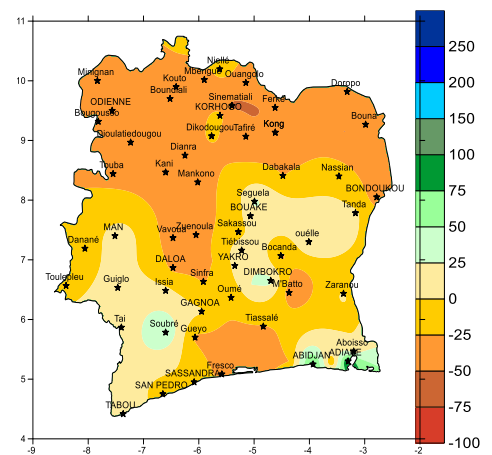 11
10
9
8
7
6
5
4
-9
-8
-7
-6
-5
-4
-3
-2
250
200
150
100
75
50
25
0
-25
-50
-75
-100
Niellé
Mbengué
Ouangolo
Minignan
Kouto
Boundiali
Doropo
ODIENNE
Sinematiali
Ferké
KORHOGO
Bougousso
Bouna
Kong
Dikodougou
Tafiré
Dioulatiedougou
Dianra
Touba
Kani
Mankono
Dabakala
Nassian
BONDOUKOU
Seguela
BOUAKE
Tanda
MAN
Vavoua
Zuenoula
Sakassou
Danané
Tiébissou
ouélle
Bocanda
YAKRO
DALOA
Sinfra
DIMBOKRO
Toulepleu
Guiglo
Issia
Oumé
M'Batto
Zaranou
GAGNOA
Tai
Soubré
Gueyo
Tiassalé
Aboisso
ABIDJAN
ADIAKE
Fresco
SASSANDRA
SAN PEDRO
TABOU